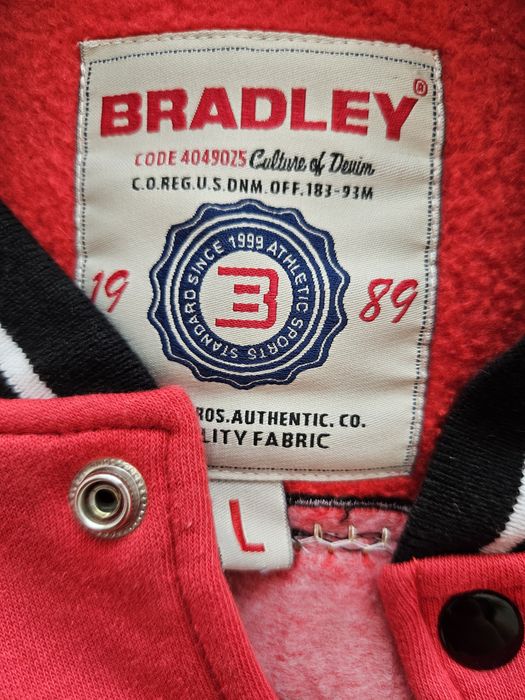 BRADLEY®
CODE 4049025 Culture of Denim
C.O.REG.U.S.DNM.OFF.183-93M
STANDARD SINCE 1999 ATHLETIC SPORTS
19 B 89
ROS.AUTHENTIC. CO.
LITY FABRIC
L